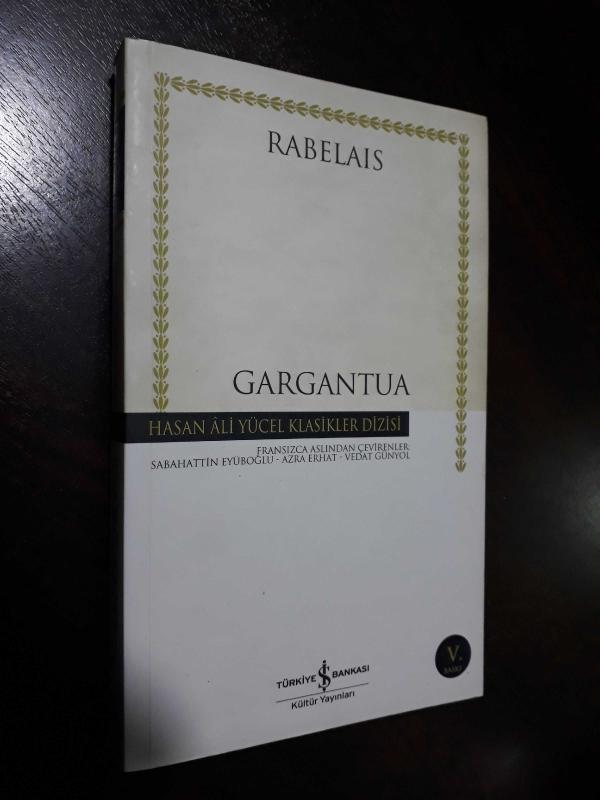 RABELAIS
GARGANTUA
HASAN ÂLİ YÜCEL KLASİKLER DİZİSİ
FRANSIZCA ASLINDAN ÇEVİRENLER:
SABAHATTİN EYÜBOĞLU - AZRA ERHAT - VEDAT GÜNYOL
V.
BASKI
TÜRKİYE İŞ BANKASI
Kültür Yayınları